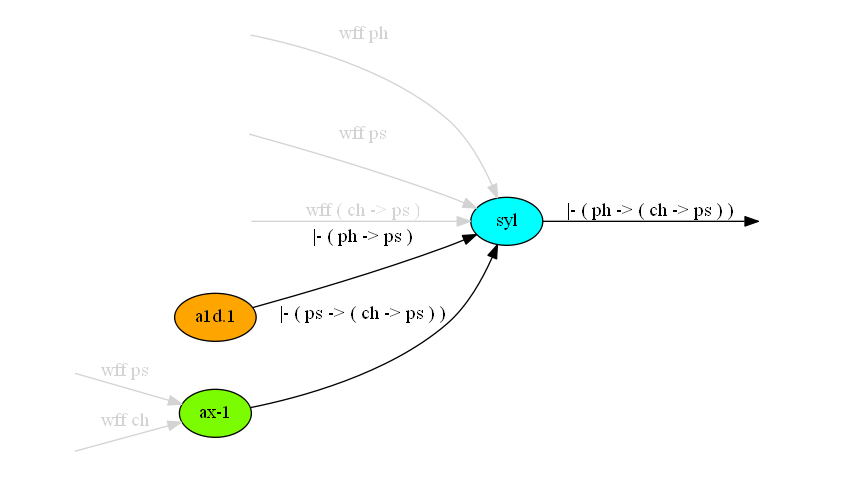 wff ph
wff ps
wff ( ch -> ps )
|- ( ph -> ps )
syl
|- ( ph -> ( ch -> ps ) )
a1d.1
|- ( ps -> ( ch -> ps ) )
wff ps
wff ch
ax-1